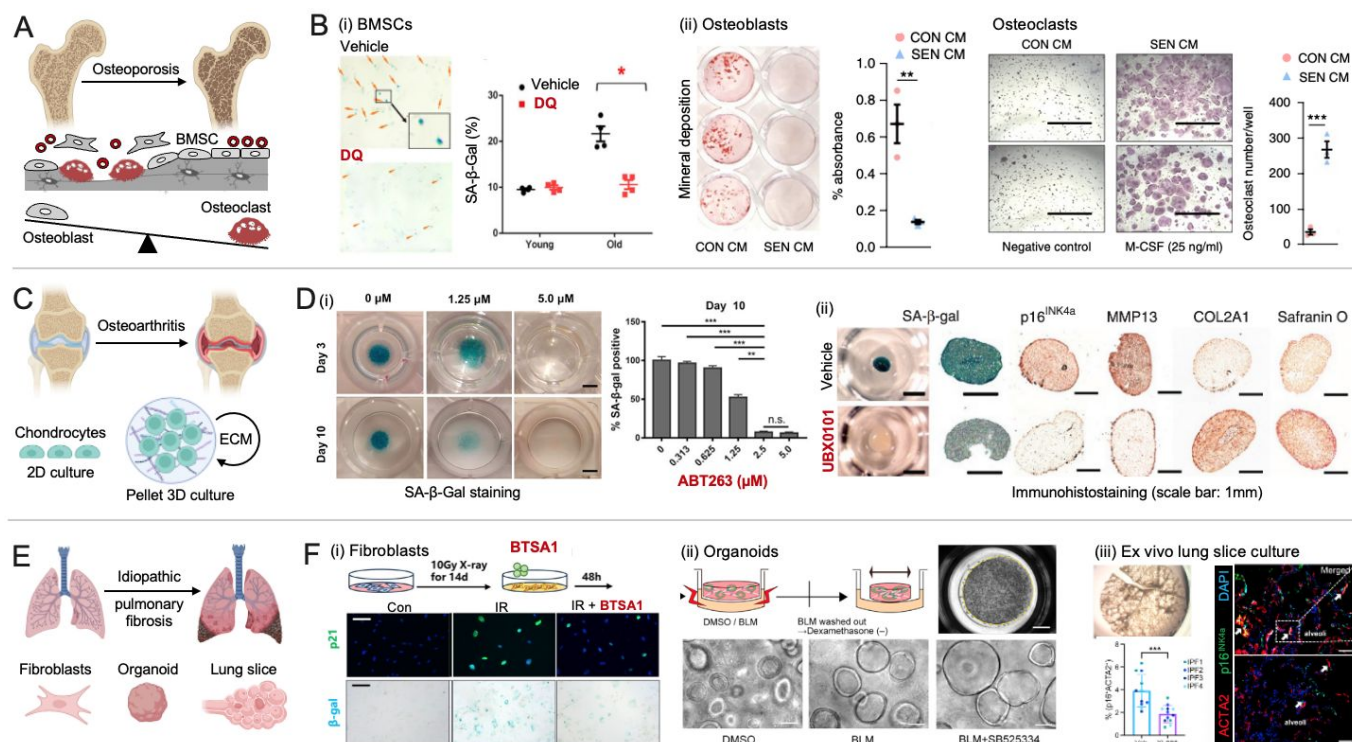 A
Osteoporosis
BMSC
Osteoclast
Osteoblast
B
(i) BMSCs
Vehicle
DQ
SA-β-Gal (%)
30
20
10
0
Vehicle
DQ
*
Young
Old
(ii) Osteoblasts
Mineral deposition
CON CM
SEN CM
CON CM
SEN CM
**
% absorbance
1.0
0.8
0.6
0.4
0.2
0.0
Osteoclasts
CON CM
SEN CM
Negative control
M-CSF (25 ng/ml)
CON CM
SEN CM
Osteoclast number/well
400
300
200
100
0
***
C
Osteoarthritis
Chondrocytes
2D culture
ECM
Pellet 3D culture
D
(i)
0 µM
1.25 µM
5.0 µM
Day 3
Day 10
SA-β-Gal staining
Day 10
***
***
***
**
n.s.
% SA-β-gal positive
150
100
50
0
0
0.313
0.625
1.25
2.5
5.0
ABT263 (µM)
(ii)
SA-β-gal
p16INK4a
MMP13
COL2A1
Safranin O
Vehicle
UBX0101
Immunohistostaining (scale bar: 1mm)
E
Idiopathic
pulmonary
fibrosis
Fibroblasts
Organoid
Lung slice
F
(i) Fibroblasts
BTSA1
10Gy X-ray
for 14d
48h
Con
IR
IR + BTSA1
p21
β-gal
(ii) Organoids
DMSO / BLM
BLM washed out
→Dexamethasone (−)
DMSO
BLM
BLM+SB525334
(iii) Ex vivo lung slice culture
***
IPF1
IPF2
IPF3
IPF4
% (p16+ACTA2+)
8
6
4
2
0
ACTA2 p16INK4a DAPI
Merged
alveoli
alveoli